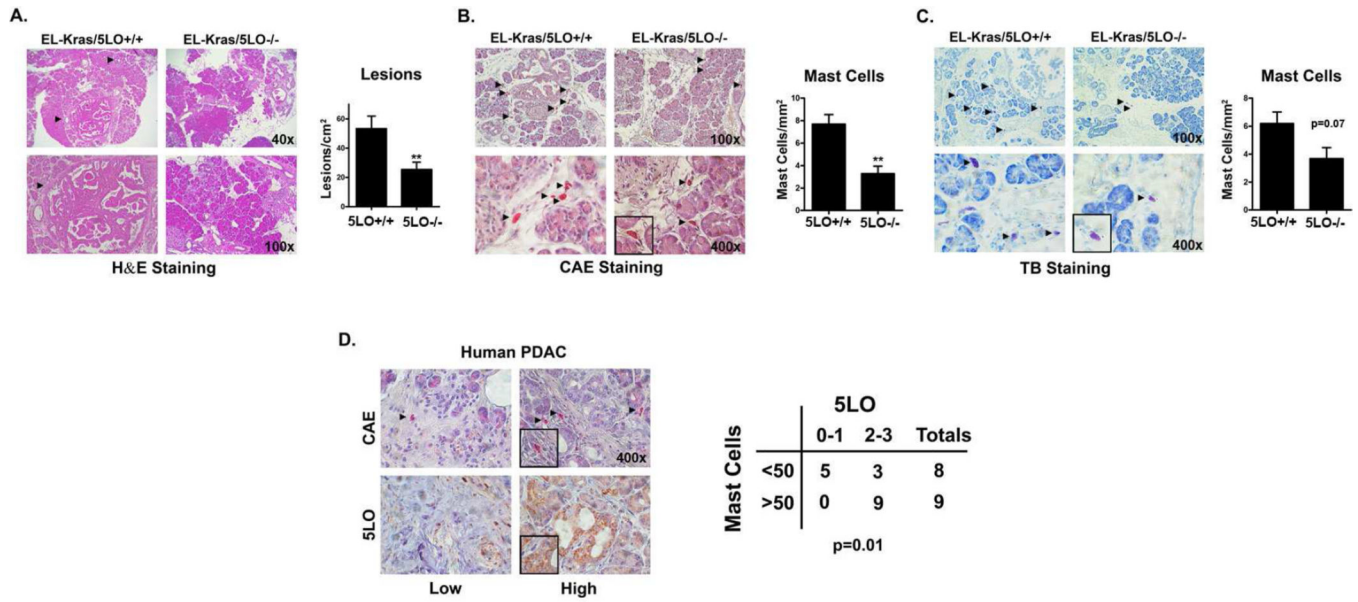 A.
EL-Kras/5LO+/+ EL-Kras/5LO-/-
40x
100x
H&E Staining
Lesions
Lesions/cm²
80
60
40
20
0
**
5LO+/+ 5LO-/-
B.
EL-Kras/5LO+/+ EL-Kras/5LO-/-
100x
400x
CAE Staining
Mast Cells
Mast Cells/mm²
10
8
6
4
2
0
**
5LO+/+ 5LO-/-
C.
EL-Kras/5LO+/+ EL-Kras/5LO-/-
100x
400x
TB Staining
Mast Cells
Mast Cells/mm²
8
6
4
2
0
p=0.07
5LO+/+ 5LO-/-
D.
Human PDAC
CAE
400x
5LO
Low High
5LO
0-1 2-3 Totals
Mast Cells
<50 5 3 8
>50 0 9 9
p=0.01